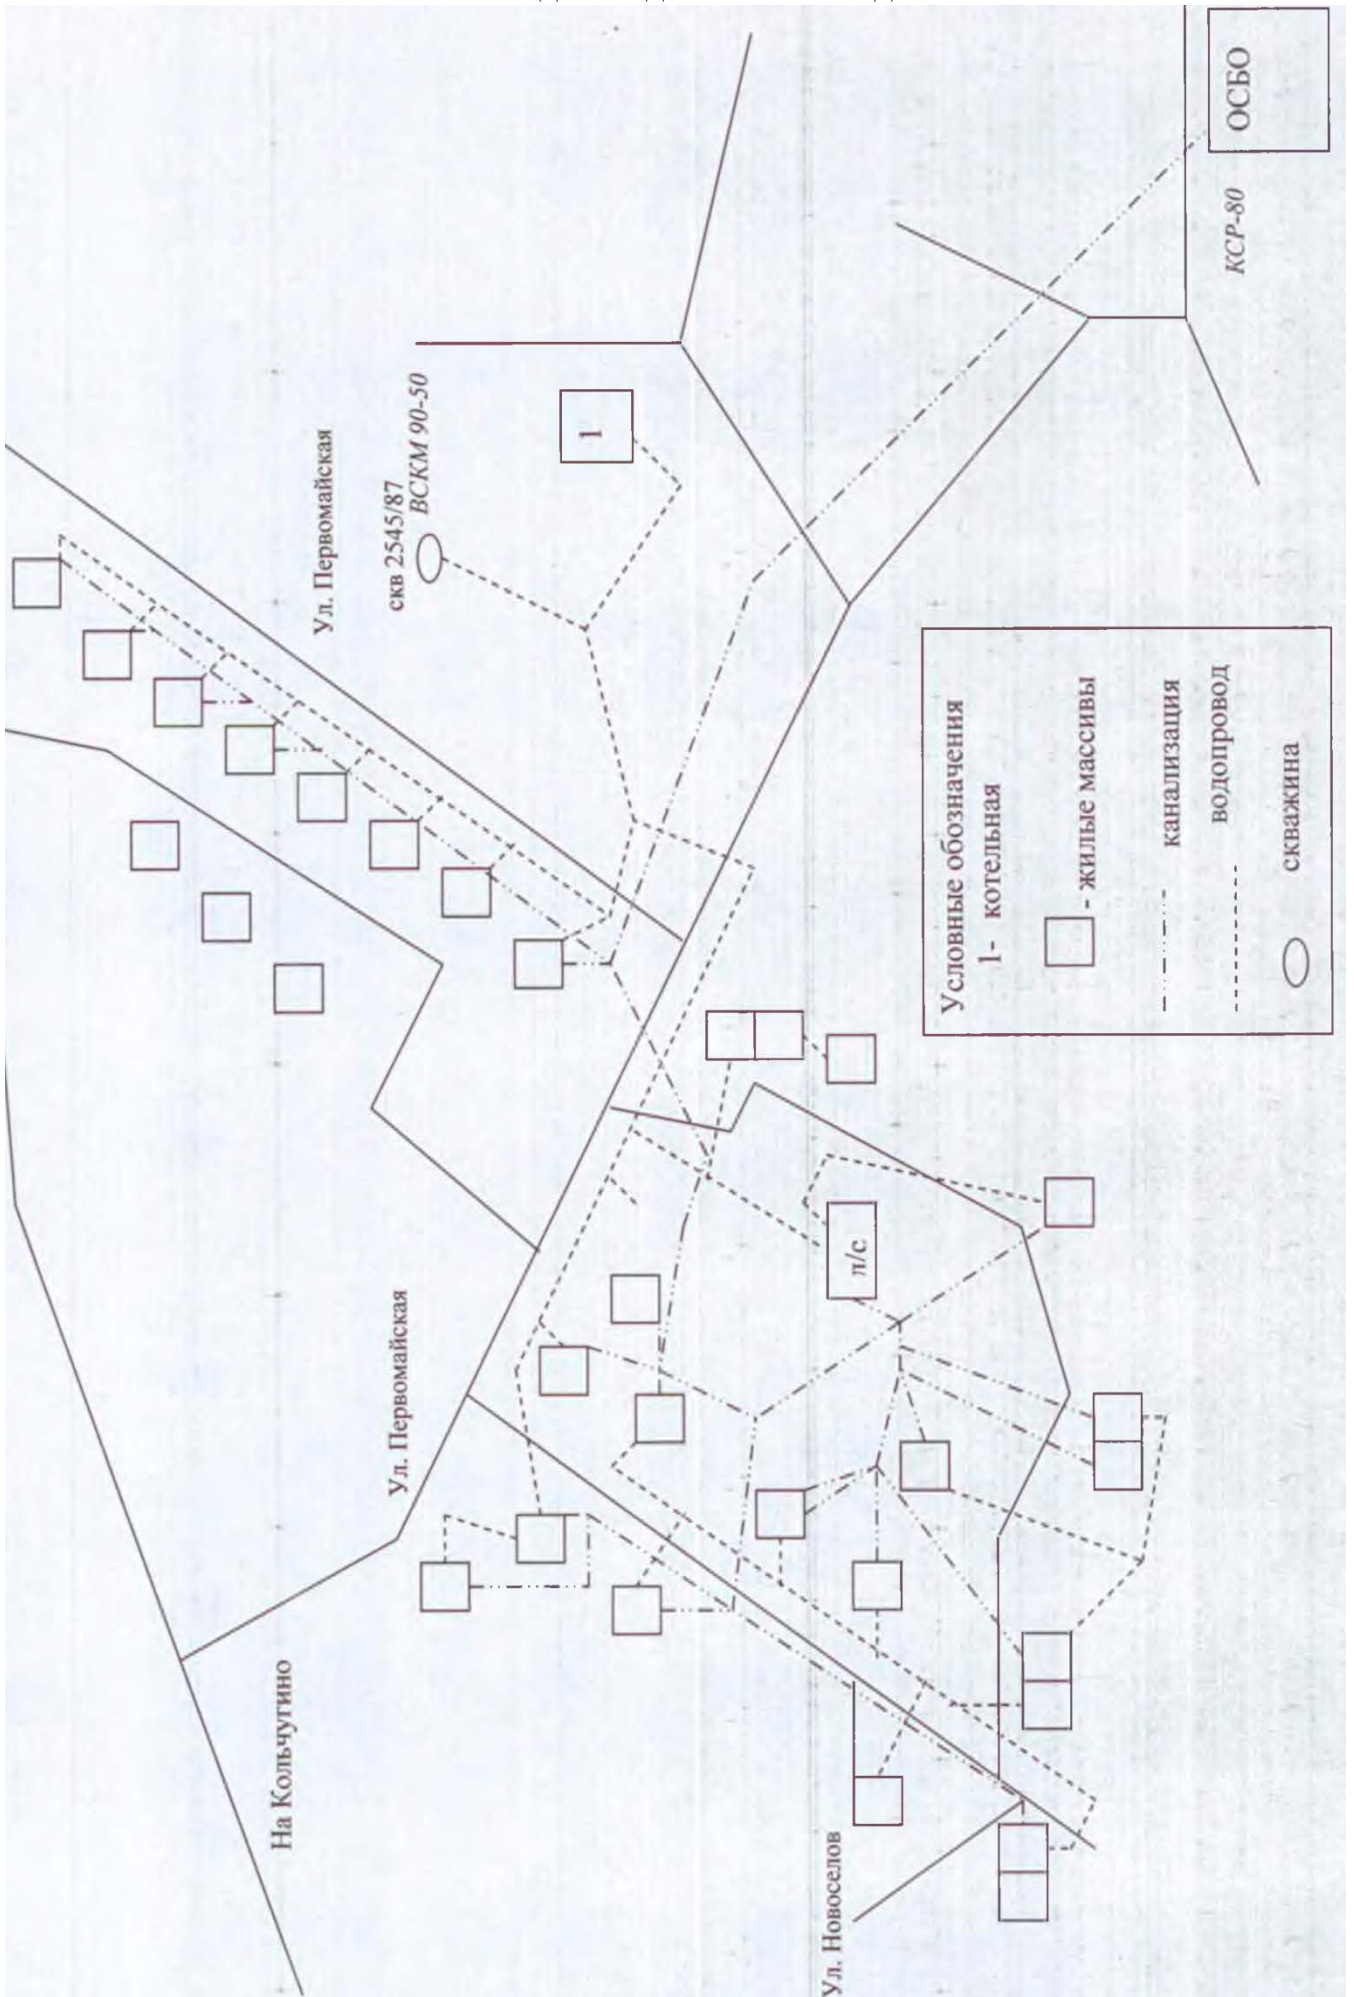 На Кольчугино
Ул. Первомайская
Ул. Первомайская
скв 2545/87
ВСКМ 90-50
1
Ул. Новоселов
п/с
Условные обозначения
1- котельная
- жилые массивы
канализация
водопровод
скважина
КСР-80
ОСБО